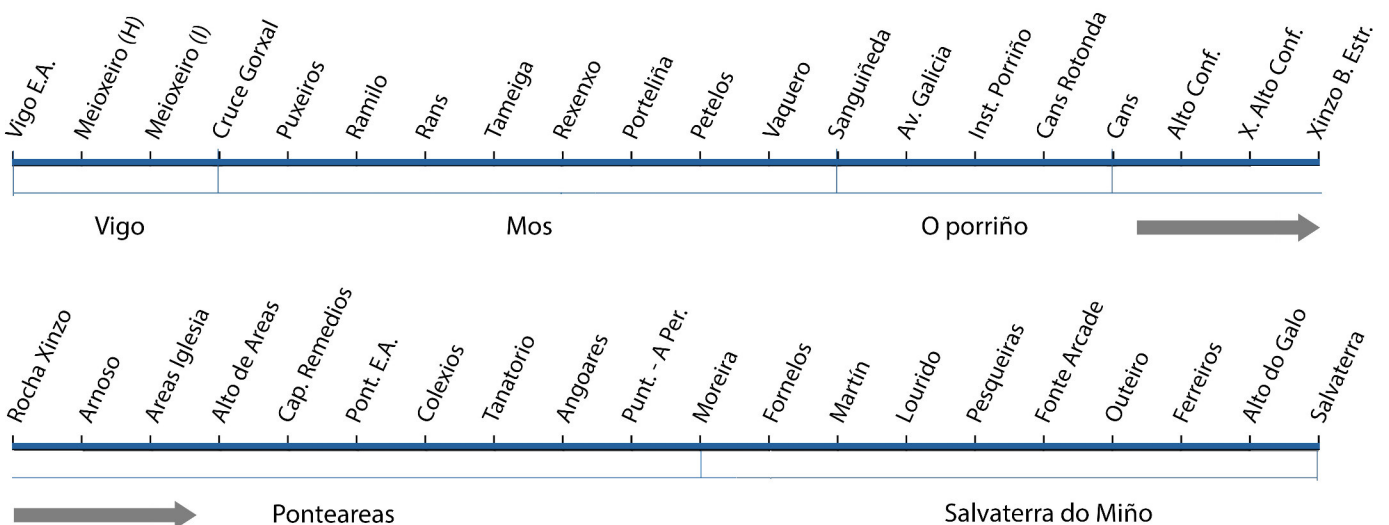 Vigo E.A.
Meioxeiro (H)
Meioxeiro (I)
Cruce Gorxal
Puxeiros
Ramilo
Rans
Tameiga
Rexenxo
Porteliña
Petelos
Vaquero
Sanguiñeda
Av. Galicia
Inst. Porriño
Cans Rotonda
Cans
Alto Conf.
X. Alto Conf.
Xinzo B. Estr.
Vigo
Mos
O porriño
Rocha Xinzo
Arnoso
Areas Iglesia
Alto de Areas
Cap. Remedios
Pont. E.A.
Colexios
Tanatorio
Angoares
Punt. - A Per.
Moreira
Fornelos
Martín
Lourido
Pesqueiras
Fonte Arcade
Outeiro
Ferreiros
Alto do Galo
Salvaterra
Ponteareas
Salvaterra do Miño